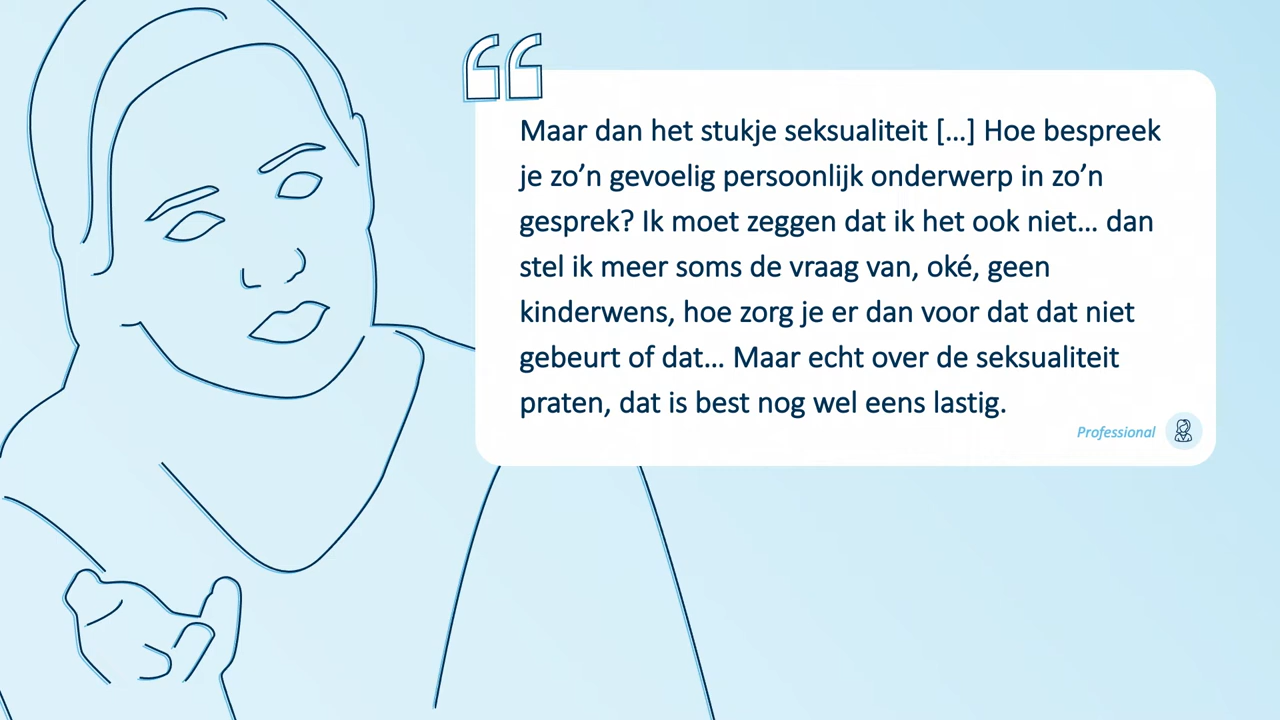 Maar dan het stukje seksualiteit [...] Hoe bespreek
je zo’n gevoelig persoonlijk onderwerp in zo’n
gesprek? Ik moet zeggen dat ik het ook niet... dan
stel ik meer soms de vraag van, oké, geen
kinderwens, hoe zorg je er dan voor dat dat niet
gebeurt of dat... Maar echt over de seksualiteit
praten, dat is best nog wel eens lastig.
Professional